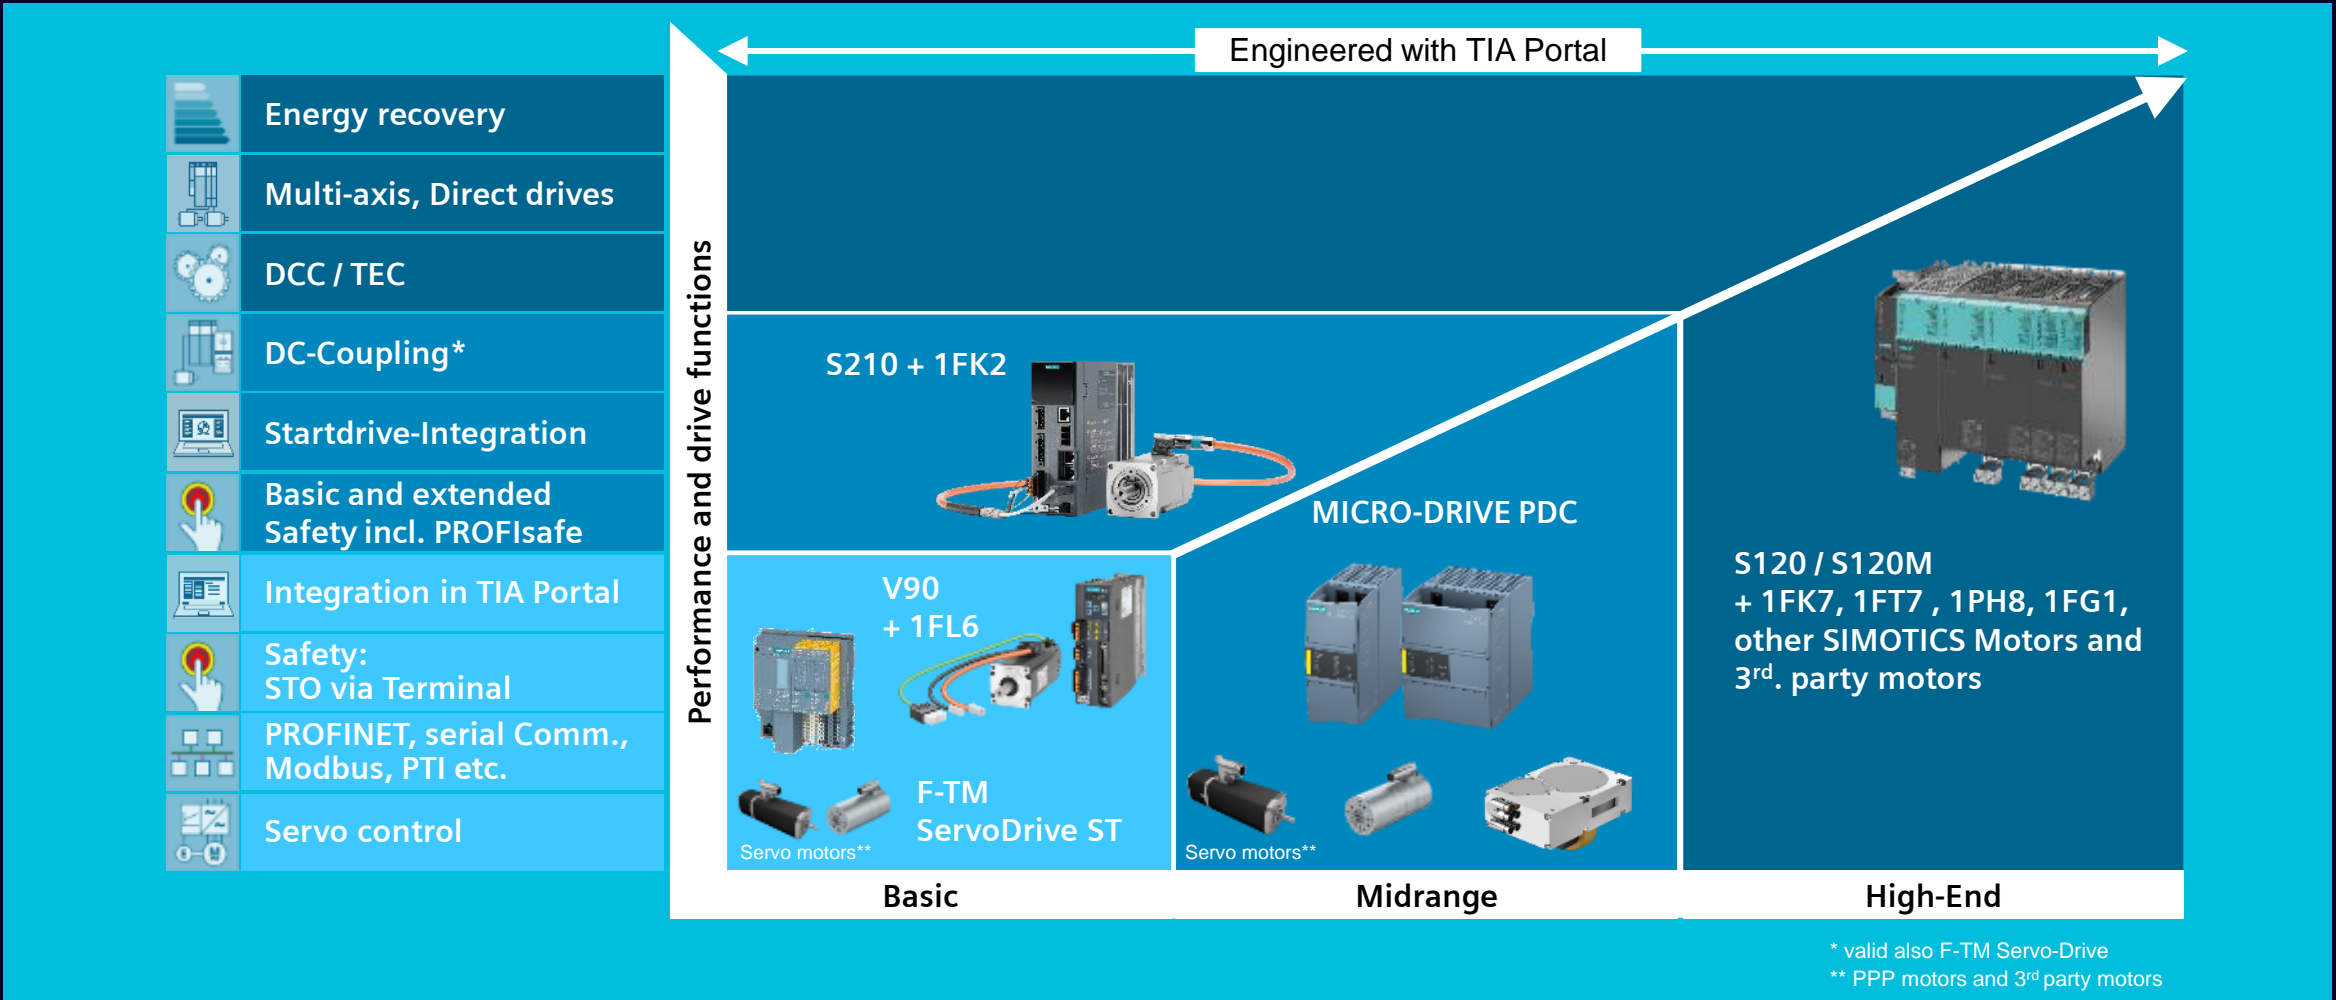 Engineered with TIA Portal
Energy recovery
Multi-axis, Direct drives
DCC / TEC
DC-Coupling*
Startdrive-Integration
Basic and extended
Safety incl. PROFIsafe
Integration in TIA Portal
Safety:
STO via Terminal
PROFINET, serial Comm.,
Modbus, PTI etc.
Servo control
Performance and drive functions
S210 + 1FK2
V90
+ 1FL6
F-TM
ServoDrive ST
Servo motors**
MICRO-DRIVE PDC
Servo motors**
S120 / S120M
+ 1FK7, 1FT7 , 1PH8, 1FG1,
other SIMOTICS Motors and
3rd. party motors
Basic
Midrange
High-End
* valid also F-TM Servo-Drive
** PPP motors and 3rd party motors